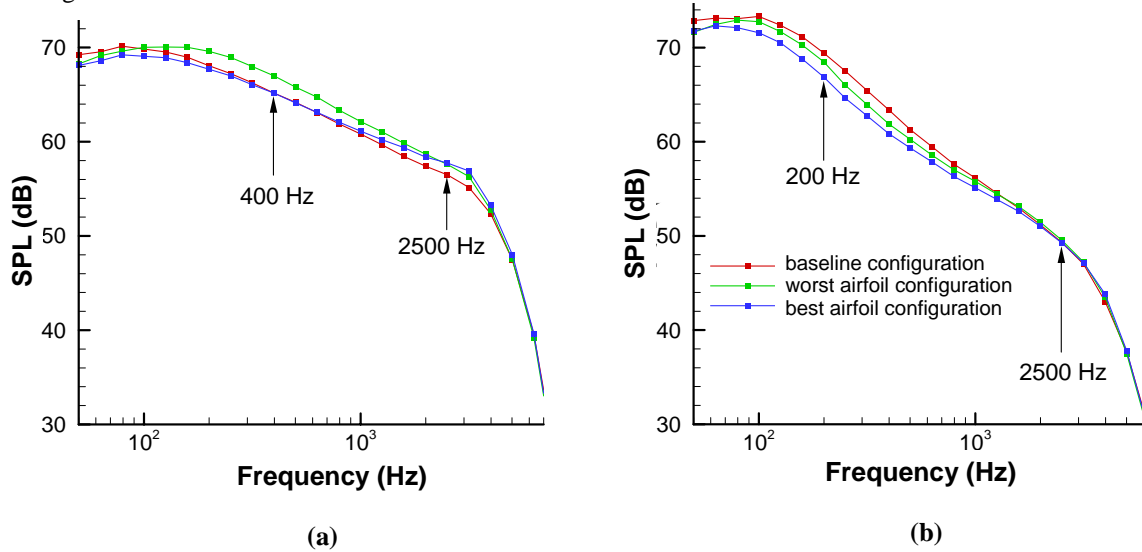 70
60
50
40
30
SPL (dB)
400 Hz
2500 Hz
10²
10³
Frequency (Hz)
(a)
70
60
50
40
30
SPL (dB)
200 Hz
baseline configuration
worst airfoil configuration
best airfoil configuration
2500 Hz
10²
10³
Frequency (Hz)
(b)